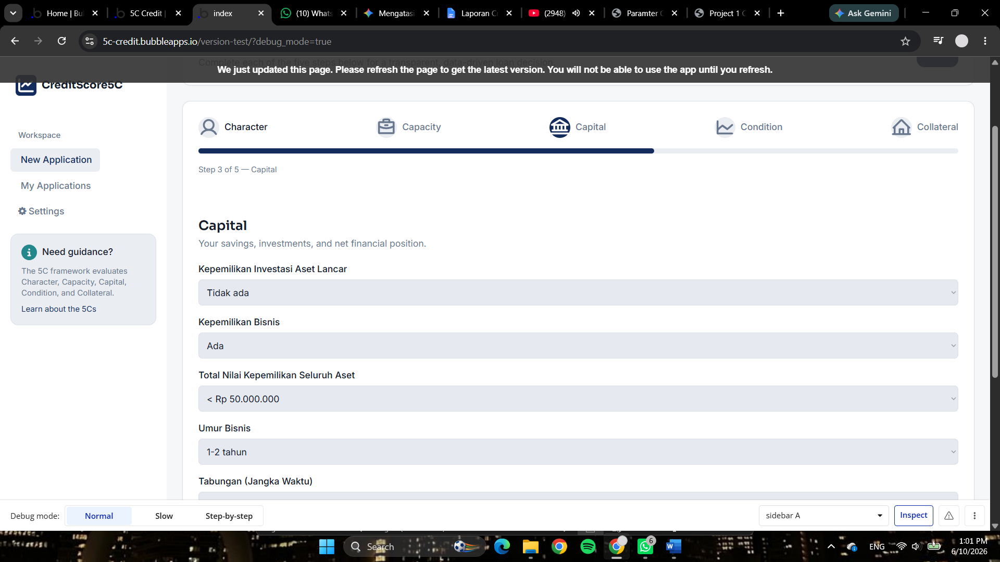 Home | Bu
5C Credit |
index
(10) Whats
Mengatasi
Laporan C
(2948)
Paramter C
Project 1 C
Ask Gemini
5c-credit.bubbleapps.io/version-test/?debug_mode=true
Complete each of the five steps below for a transparent, data-driven loan decision.
We just updated this page. Please refresh the page to get the latest version. You will not be able to use the app until you refresh.
CreditScore5C
Workspace
New Application
My Applications
Settings
Need guidance?
The 5C framework evaluates
Character, Capacity, Capital,
Condition, and Collateral.
Learn about the 5Cs
Character
Capacity
Capital
Condition
Collateral
Step 3 of 5 — Capital
Capital
Your savings, investments, and net financial position.
Kepemilikan Investasi Aset Lancar
Tidak ada
Kepemilikan Bisnis
Ada
Total Nilai Kepemilikan Seluruh Aset
< Rp 50.000.000
Umur Bisnis
1-2 tahun
Tabungan (Jangka Waktu)
Debug mode:
Normal
Slow
Step-by-step
sidebar A
Inspect
Search
6
ENG
1:01 PM
6/10/2026